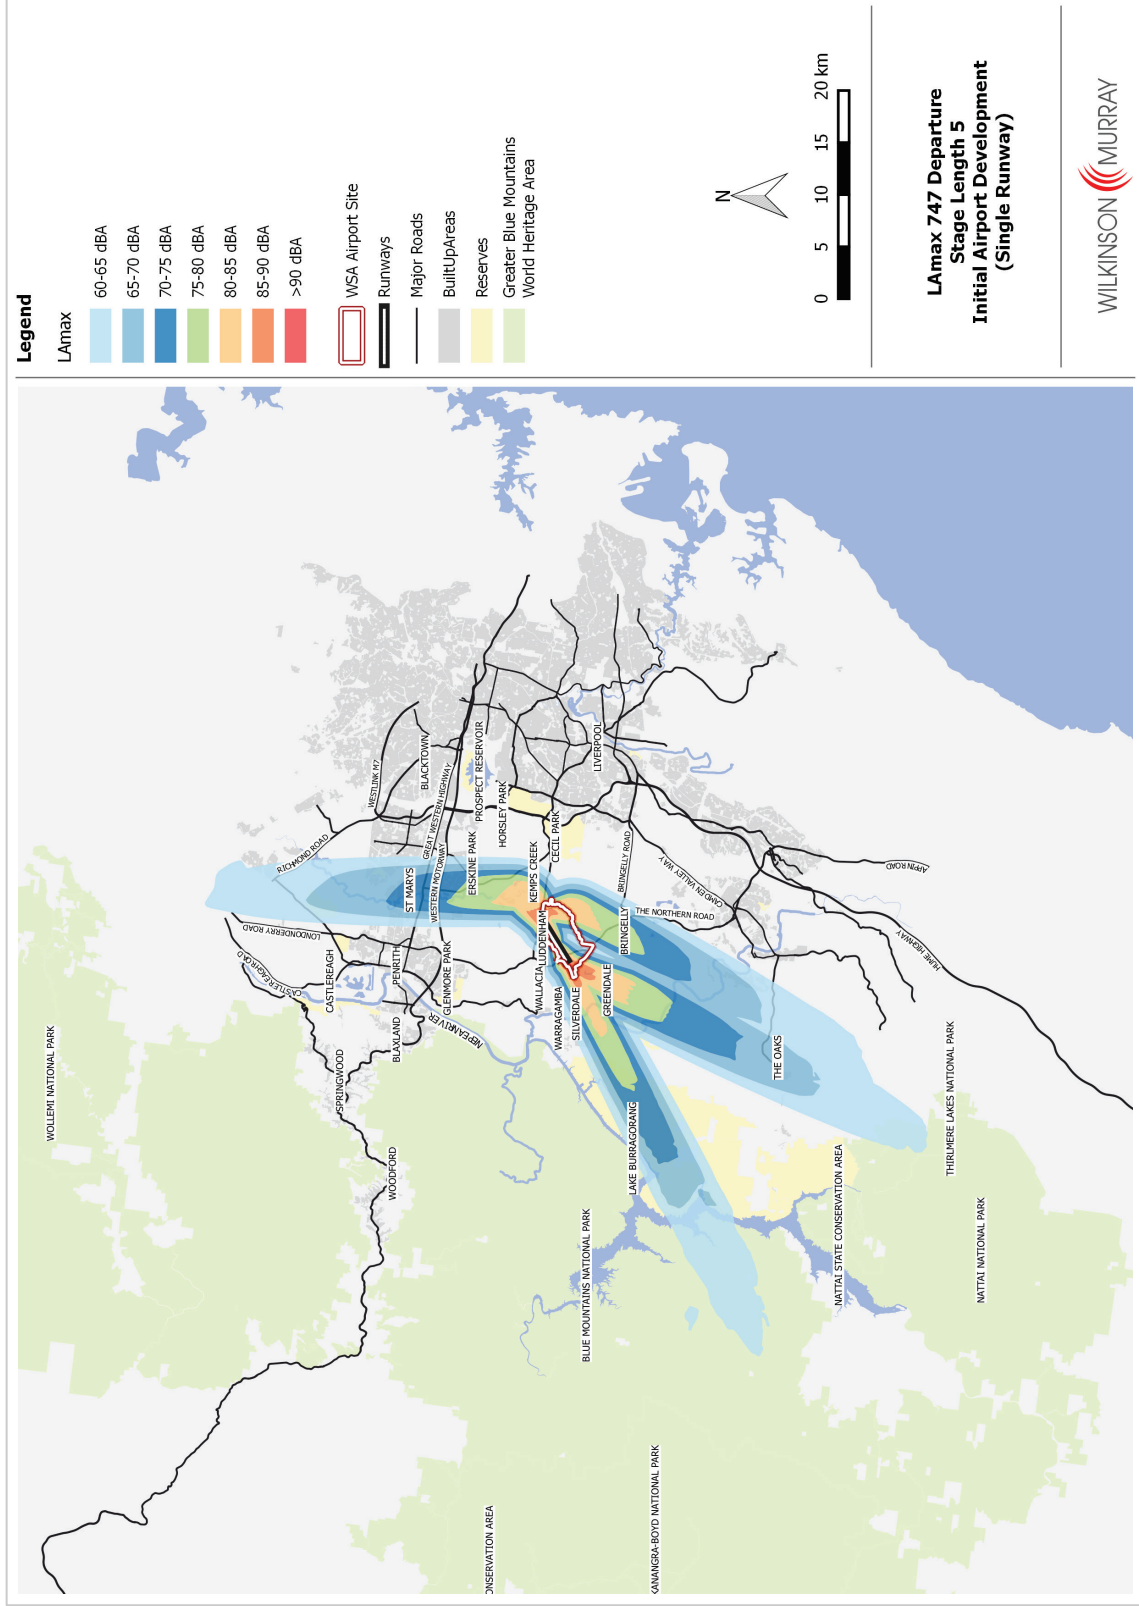 Legend
LAmax
60-65 dBA
65-70 dBA
70-75 dBA
75-80 dBA
80-85 dBA
85-90 dBA
>90 dBA
WSA Airport Site
Runways
Major Roads
BuiltUpAreas
Reserves
Greater Blue Mountains
World Heritage Area
N
0 5 10 15 20 km
LAmax 747 Departure
Stage Length 5
Initial Airport Development
(Single Runway)
WILKINSON MURRAY
WOLLEMI NATIONAL PARK
RICHMOND ROAD
LONDONDERRY ROAD
CASTLEREAGH ROAD
CASTLEREAGH
SPRINGWOOD
WESTLINK M7
BLACKTOWN
ST MARYS
GREAT WESTERN HIGHWAY
WESTERN MOTORWAY
PENRITH
BLAXLAND
WOODFORD
GLENMORE PARK
NEPEAN RIVER
ERSKINE PARK
PROSPECT RESERVOIR
HORSLEY PARK
KEMPS CREEK
CECIL PARK
LUDDENHAM
WALLACIA
WARRAGAMBA
SILVERDALE
LIVERPOOL
GREENDALE
BRINGELLY
BRINGELLY ROAD
THE NORTHERN ROAD
CAMDEN VALLEY WAY
LAKE BURRAGORANG
BLUE MOUNTAINS NATIONAL PARK
ONSERVATION AREA
KANANGRA-BOYD NATIONAL PARK
THE OAKS
APPIN ROAD
HUME HIGHWAY
NATTAI STATE CONSERVATION AREA
THIRLMERE LAKES NATIONAL PARK
NATTAI NATIONAL PARK